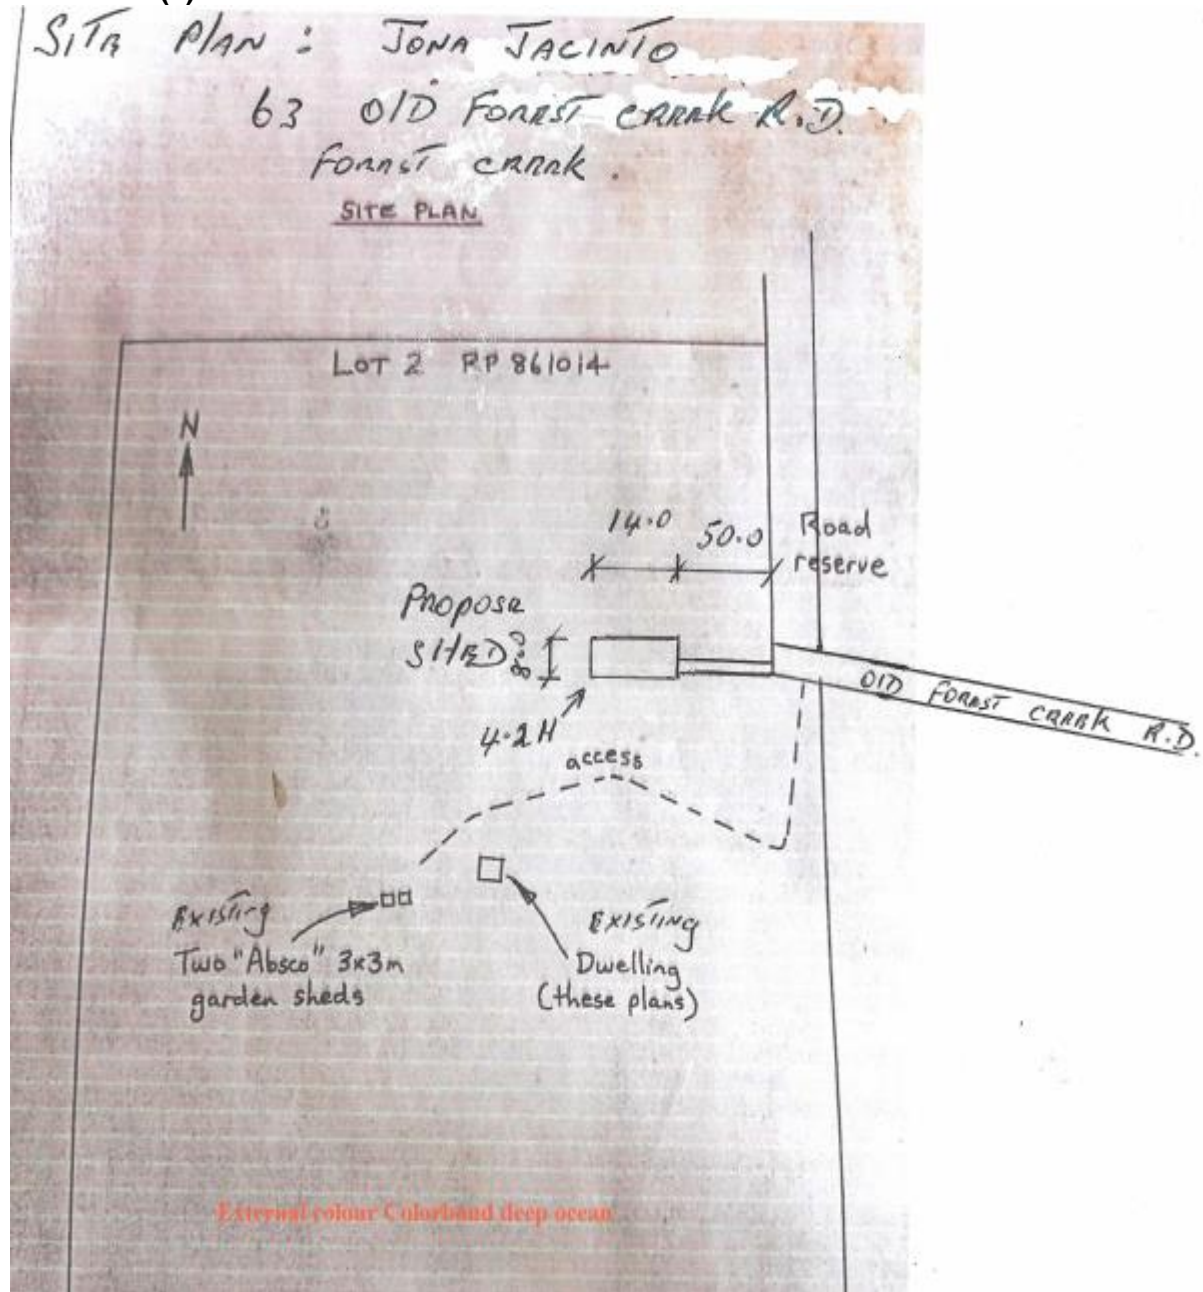 SITE PLAN : JONA JACINTO
63 OLD FOREST CREEK R.D.
FOREST CREEK.
SITE PLAN
LOT 2 RP 861014
N
14.0
50.0
Road
reserve
PROPOSE
SHED
8.0
4.2H
access
OLD FOREST CREEK R.D.
EXISTING
Two "Absco" 3x3m
garden sheds
EXISTING
Dwelling
(these plans)
External colour Colorbond deep ocean